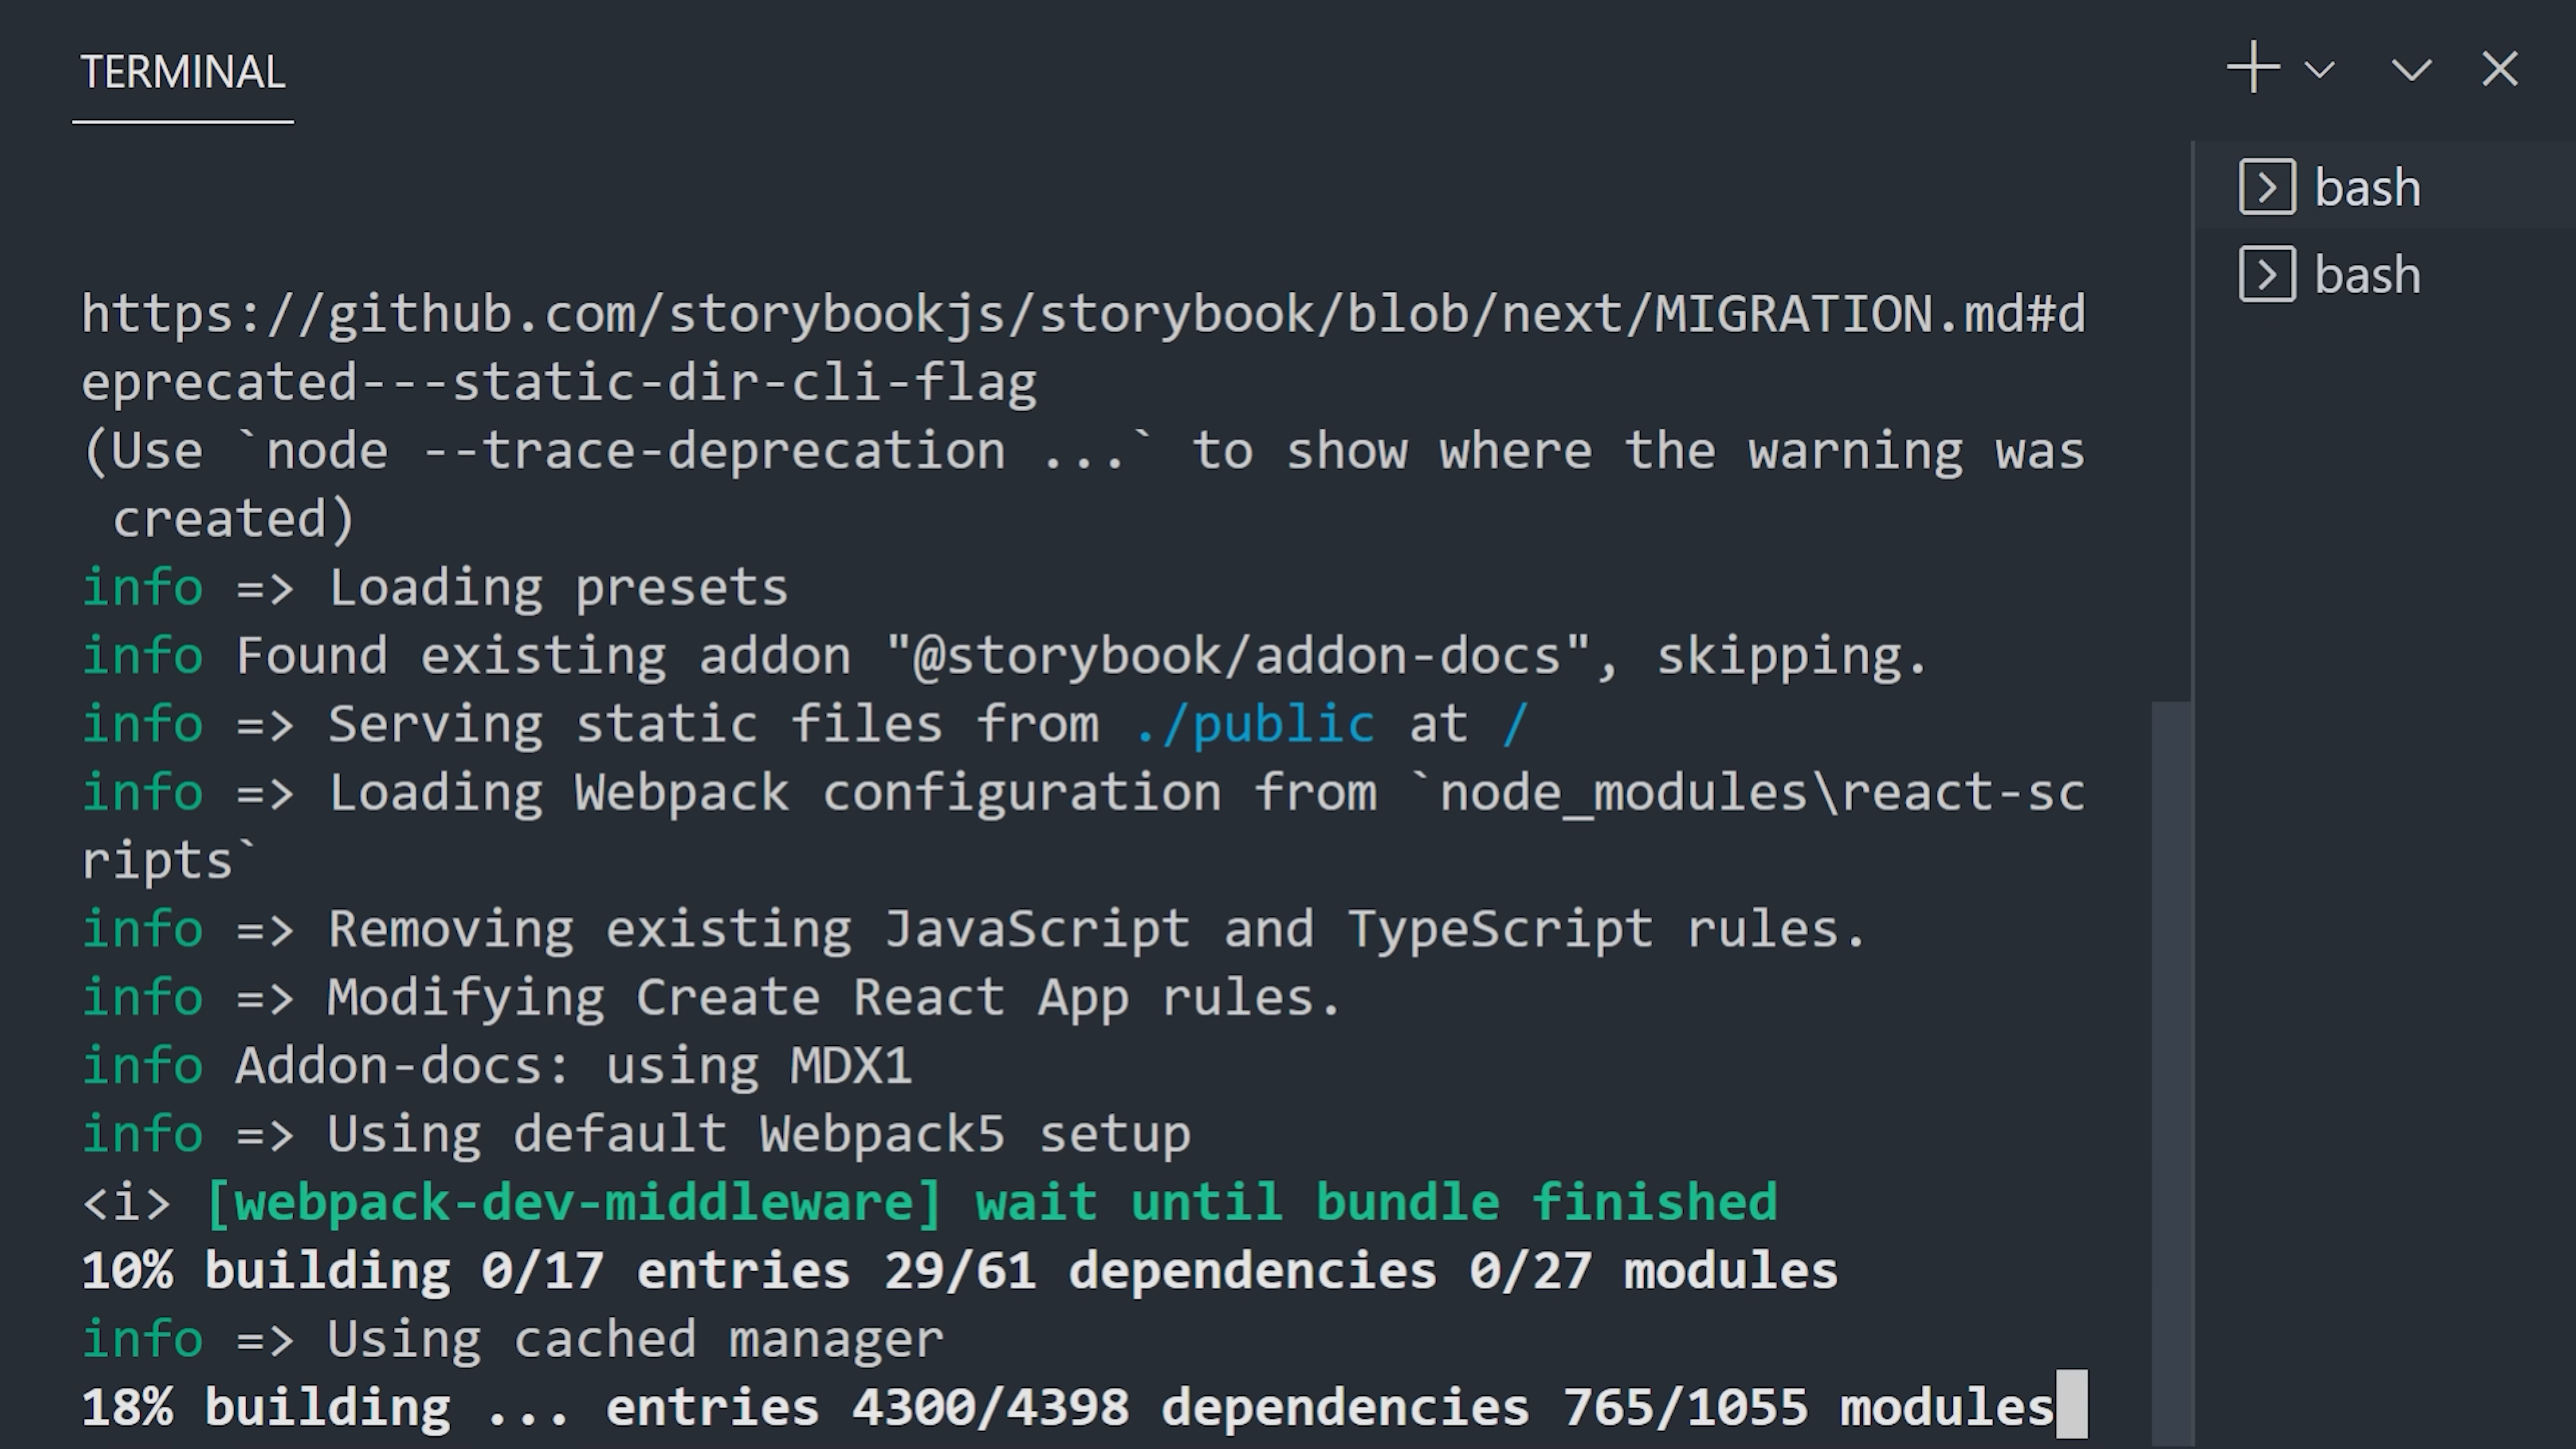 TERMINAL
bash
bash
https://github.com/storybookjs/storybook/blob/next/MIGRATION.md#d
eprecated---static-dir-cli-flag
(Use `node --trace-deprecation ...` to show where the warning was
 created)
info => Loading presets
info Found existing addon "@storybook/addon-docs", skipping.
info => Serving static files from ./public at /
info => Loading Webpack configuration from `node_modules\react-sc
ripts`
info => Removing existing JavaScript and TypeScript rules.
info => Modifying Create React App rules.
info Addon-docs: using MDX1
info => Using default Webpack5 setup
<i> [webpack-dev-middleware] wait until bundle finished
10% building 0/17 entries 29/61 dependencies 0/27 modules
info => Using cached manager
18% building ... entries 4300/4398 dependencies 765/1055 modules